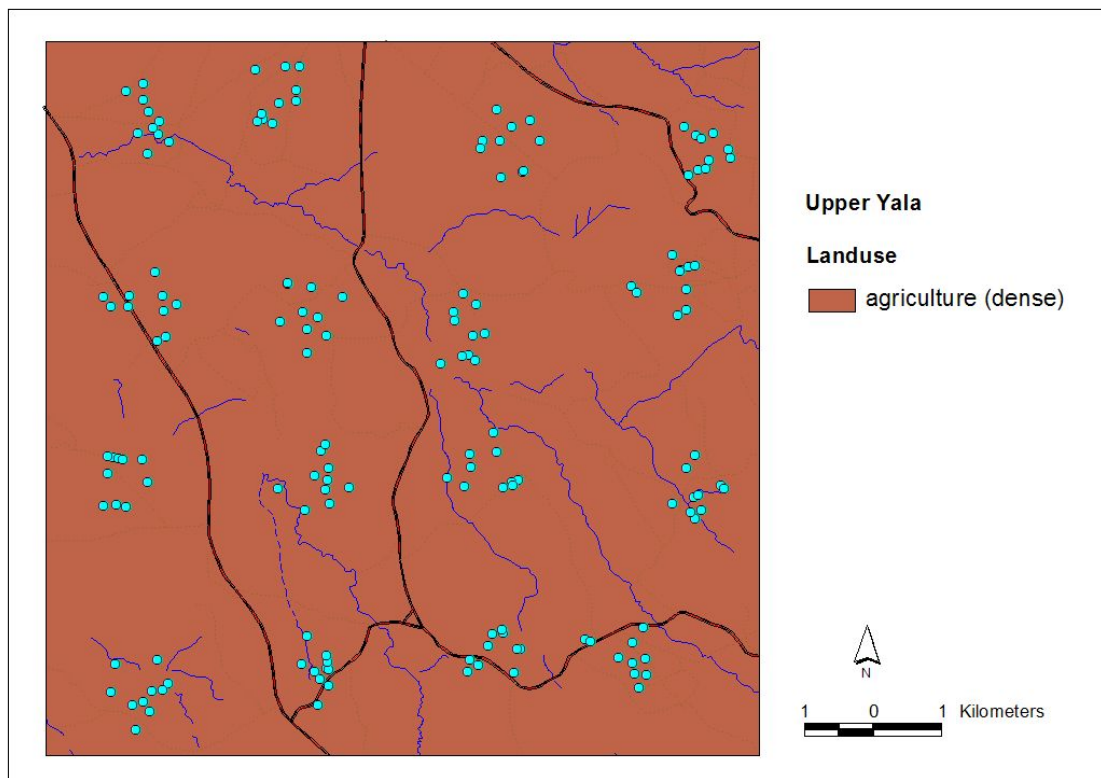 Upper Yala
Landuse
agriculture (dense)
N
1 0 1 Kilometers